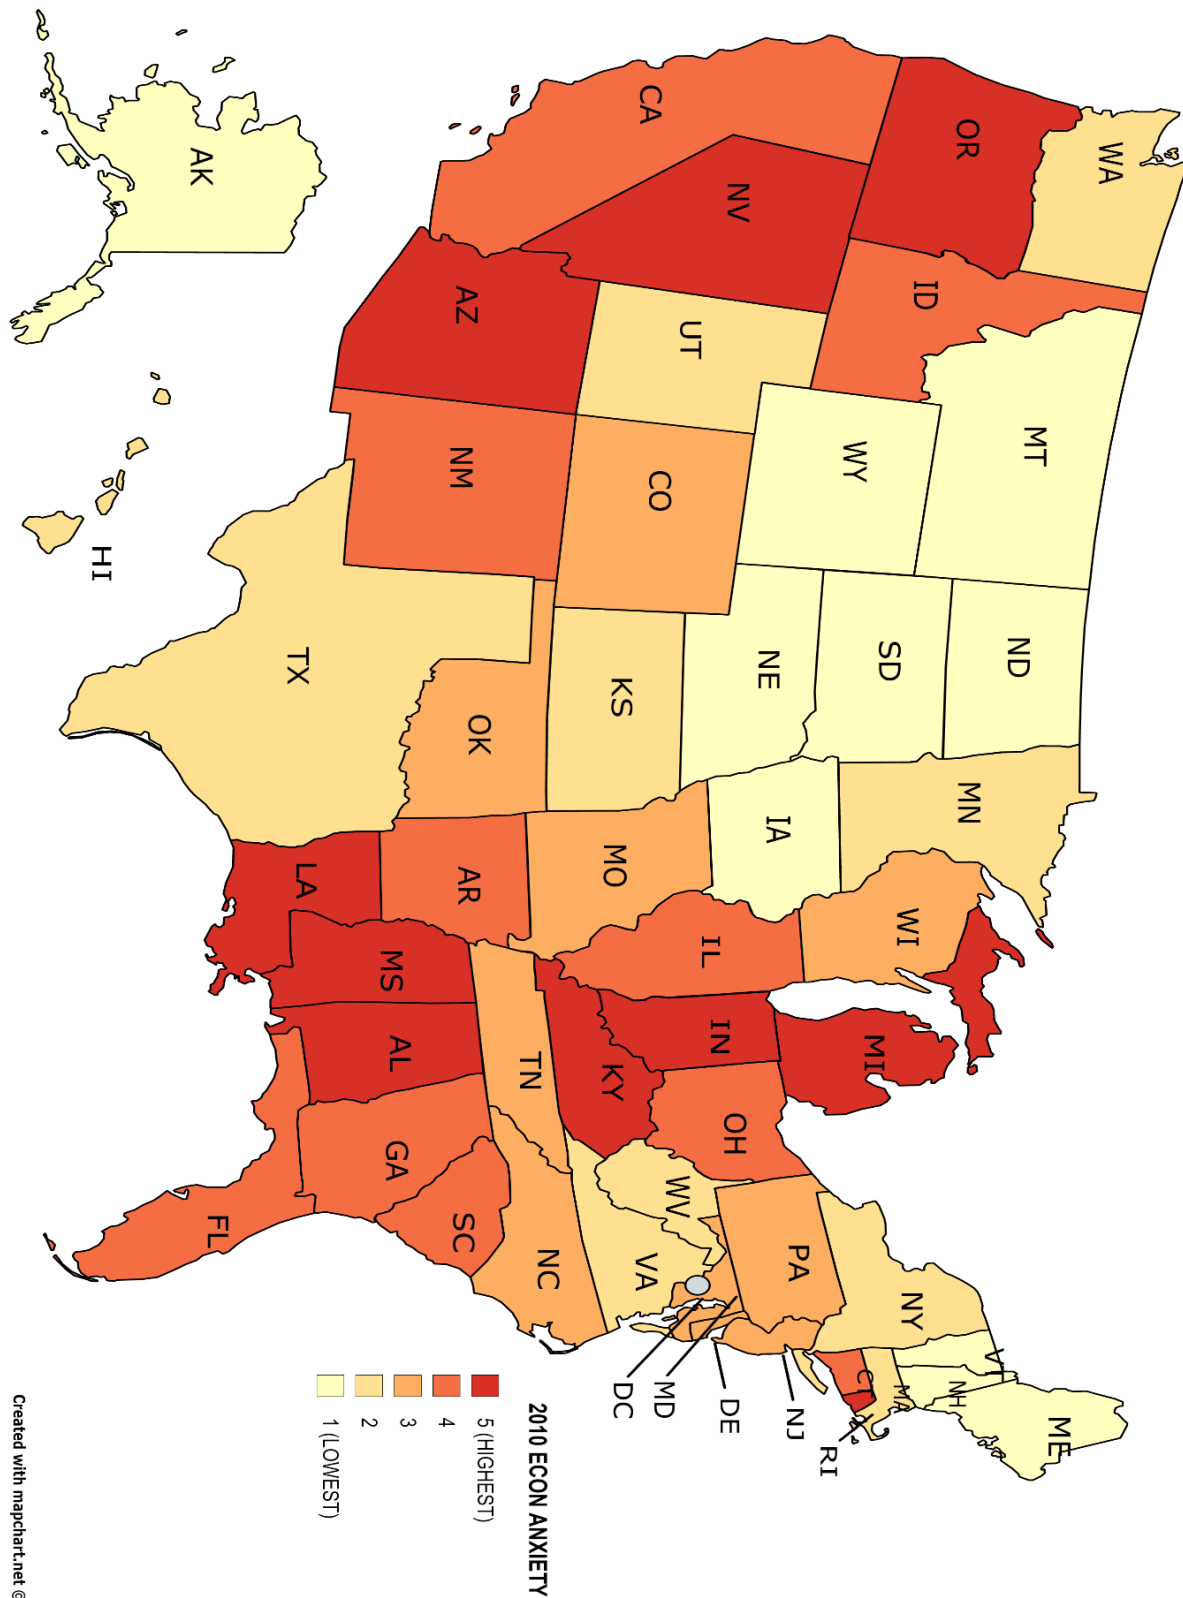 WA
OR
CA
NV
ID
MT
WY
UT
AZ
CO
NM
ND
SD
NE
KS
OK
TX
MN
IA
MO
AR
LA
WI
IL
MS
MI
IN
KY
TN
AL
OH
GA
FL
SC
NC
WV
VA
PA
NY
VT
NH
ME
MA
CT
RI
NJ
DE
MD
DC
AK
HI
2010 ECON ANXIETY
5 (HIGHEST)
4
3
2
1 (LOWEST)
Created with mapchart.net ©